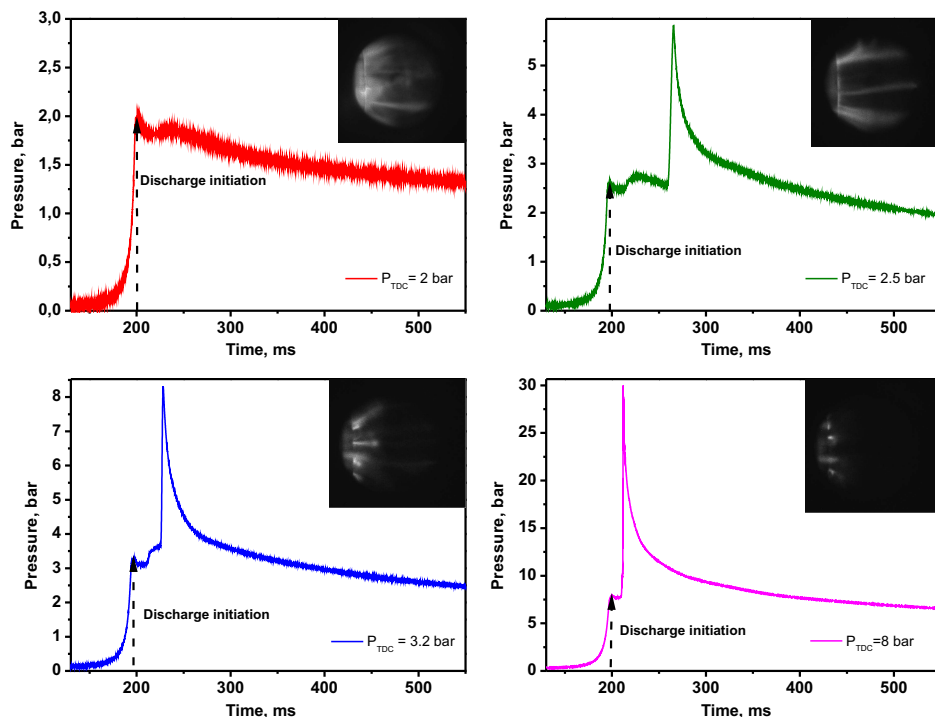 3,0
2,5
2,0
1,5
1,0
0,5
0,0
Pressure, bar
Discharge initiation
P_TDC= 2 bar
200
300
400
500
Time, ms
5
4
3
2
1
0
Pressure, bar
Discharge initiation
P_TDC= 2.5 bar
200
300
400
500
Time, ms
8
7
6
5
4
3
2
1
0
Pressure, bar
Discharge initiation
P_TDC = 3.2 bar
200
300
400
500
Time, ms
30
25
20
15
10
5
0
Pressure, bar
Discharge initiation
P_TDC=8 bar
200
300
400
500
Time, ms